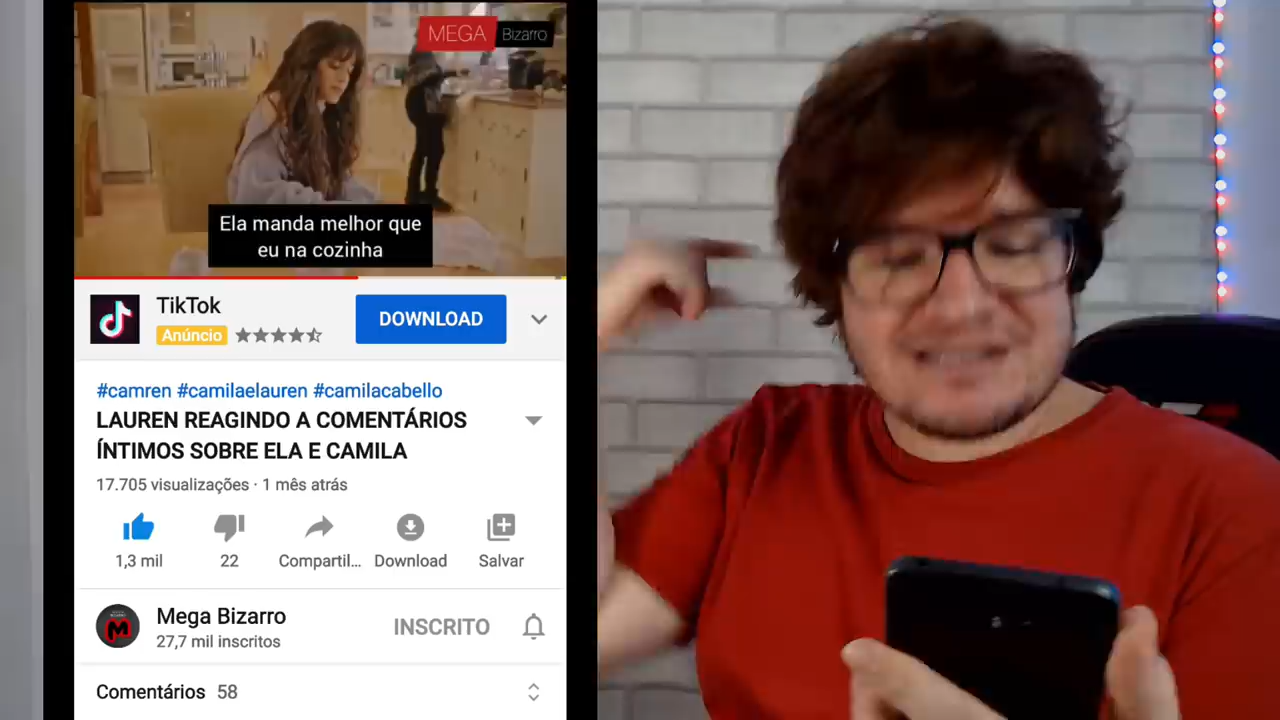 MEGA Bizarro
Ela manda melhor que
eu na cozinha
TikTok
DOWNLOAD
Anúncio
#camren #camilaelauren #camilacabello
LAUREN REAGINDO A COMENTÁRIOS
ÍNTIMOS SOBRE ELA E CAMILA
17.705 visualizações · 1 mês atrás
1,3 mil
22
Compartil...
Download
Salvar
Mega Bizarro
27,7 mil inscritos
INSCRITO
Comentários 58